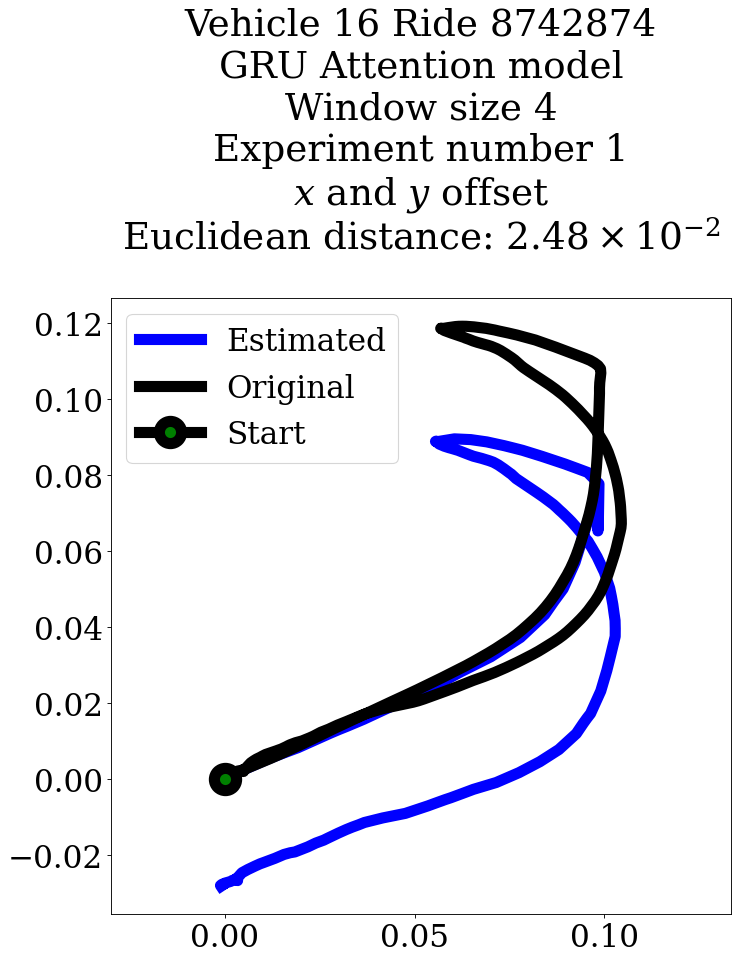 Vehicle 16 Ride 8742874
GRU Attention model
Window size 4
Experiment number 1
x and y offset
Euclidean distance: 2.48 × 10⁻²
Estimated
Original
Start
0.12
0.10
0.08
0.06
0.04
0.02
0.00
−0.02
0.00 0.05 0.10